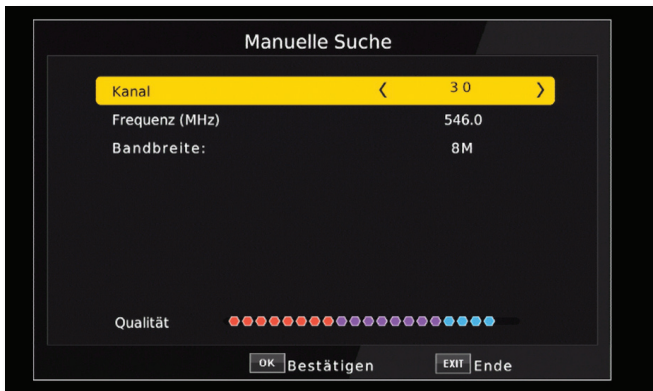 Manuelle Suche
Kanal 30
Frequenz (MHz) 546.0
Bandbreite: 8M
Qualität
OK Bestätigen EXIT Ende